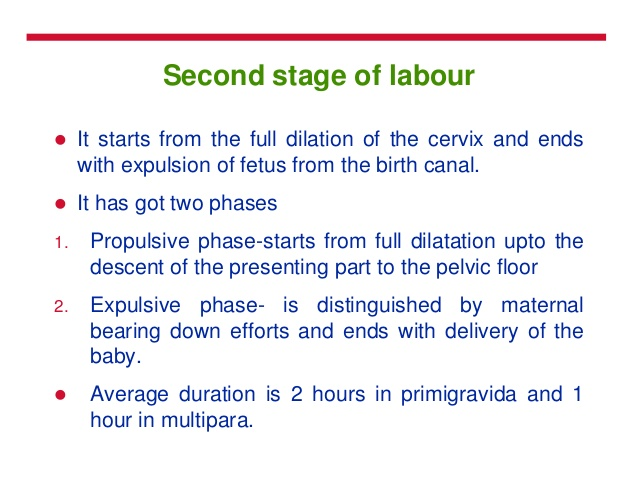 Second stage of labour
● It starts from the full dilation of the cervix and ends
with expulsion of fetus from the birth canal.
● It has got two phases
1. Propulsive phase-starts from full dilatation upto the
descent of the presenting part to the pelvic floor
2. Expulsive phase- is distinguished by maternal
bearing down efforts and ends with delivery of the
baby.
● Average duration is 2 hours in primigravida and 1
hour in multipara.